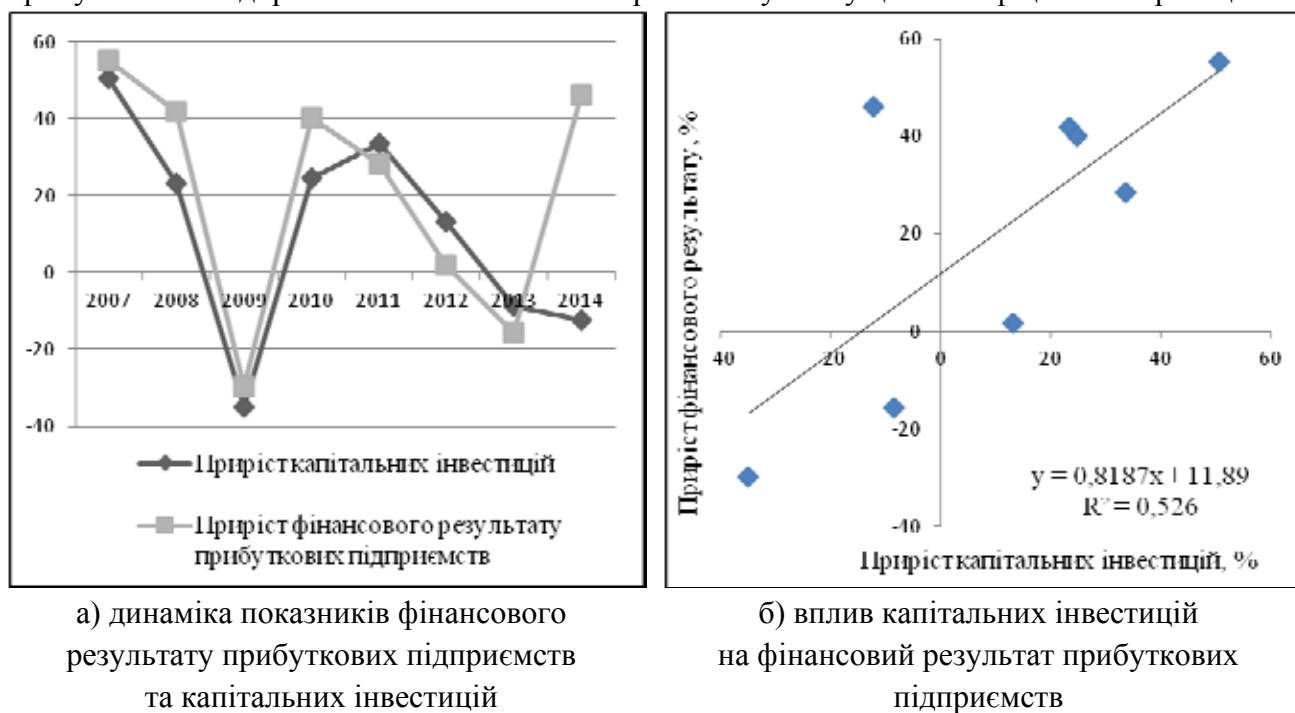 60
40
20
0
-20
-40
2007
2008
2009
2010
2011
2012
2013
2014
Приріст капітальних інвестицій
Приріст фінансового результату
прибуткових підприємств
Приріст фінансового результату, %
60
40
20
0
-20
-40
40
20
0
20
40
60
y = 0,8187x + 11,89
R² = 0,526
Приріст капітальних інвестицій, %
а) динаміка показників фінансового
результату прибуткових підприємств
та капітальних інвестицій
б) вплив капітальних інвестицій
на фінансовий результат прибуткових
підприємств